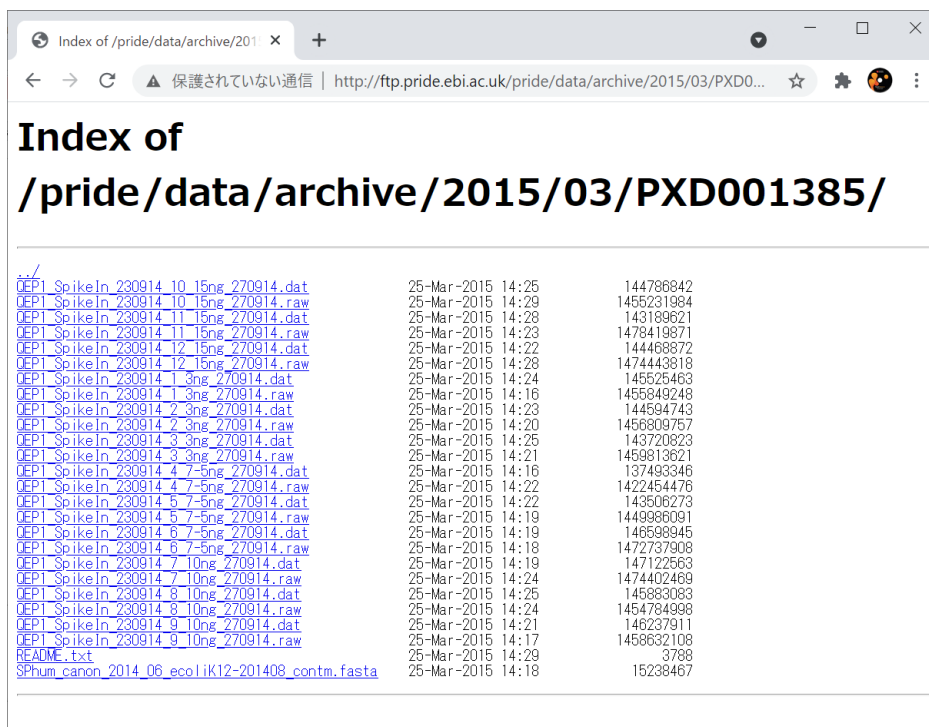 Index of /pride/data/archive/201
保護されていない通信 | http://ftp.pride.ebi.ac.uk/pride/data/archive/2015/03/PXD0...
Index of
/pride/data/archive/2015/03/PXD001385/
../
QEP1_SpikeIn_230914_10_15ng_270914.dat 25-Mar-2015 14:25 144786842
QEP1_SpikeIn_230914_10_15ng_270914.raw 25-Mar-2015 14:29 1455231984
QEP1_SpikeIn_230914_11_15ng_270914.dat 25-Mar-2015 14:28 143189621
QEP1_SpikeIn_230914_11_15ng_270914.raw 25-Mar-2015 14:23 1478419871
QEP1_SpikeIn_230914_12_15ng_270914.dat 25-Mar-2015 14:22 144468872
QEP1_SpikeIn_230914_12_15ng_270914.raw 25-Mar-2015 14:28 1474443818
QEP1_SpikeIn_230914_1_3ng_270914.dat 25-Mar-2015 14:24 145525463
QEP1_SpikeIn_230914_1_3ng_270914.raw 25-Mar-2015 14:16 1455849248
QEP1_SpikeIn_230914_2_3ng_270914.dat 25-Mar-2015 14:23 144594743
QEP1_SpikeIn_230914_2_3ng_270914.raw 25-Mar-2015 14:20 1456809757
QEP1_SpikeIn_230914_3_3ng_270914.dat 25-Mar-2015 14:25 143720823
QEP1_SpikeIn_230914_3_3ng_270914.raw 25-Mar-2015 14:21 1459813621
QEP1_SpikeIn_230914_4_7-5ng_270914.dat 25-Mar-2015 14:16 137493346
QEP1_SpikeIn_230914_4_7-5ng_270914.raw 25-Mar-2015 14:22 1422454476
QEP1_SpikeIn_230914_5_7-5ng_270914.dat 25-Mar-2015 14:22 143506273
QEP1_SpikeIn_230914_5_7-5ng_270914.raw 25-Mar-2015 14:19 1449986091
QEP1_SpikeIn_230914_6_7-5ng_270914.dat 25-Mar-2015 14:19 146598945
QEP1_SpikeIn_230914_6_7-5ng_270914.raw 25-Mar-2015 14:18 1472737908
QEP1_SpikeIn_230914_7_10ng_270914.dat 25-Mar-2015 14:19 147122563
QEP1_SpikeIn_230914_7_10ng_270914.raw 25-Mar-2015 14:24 1474402469
QEP1_SpikeIn_230914_8_10ng_270914.dat 25-Mar-2015 14:25 145883083
QEP1_SpikeIn_230914_8_10ng_270914.raw 25-Mar-2015 14:24 1454784998
QEP1_SpikeIn_230914_9_10ng_270914.dat 25-Mar-2015 14:21 146237911
QEP1_SpikeIn_230914_9_10ng_270914.raw 25-Mar-2015 14:17 1458632108
README.txt 25-Mar-2015 14:29 3788
SPhum_canon_2014_06_ecoliK12-201408_contm.fasta 25-Mar-2015 14:18 15238467